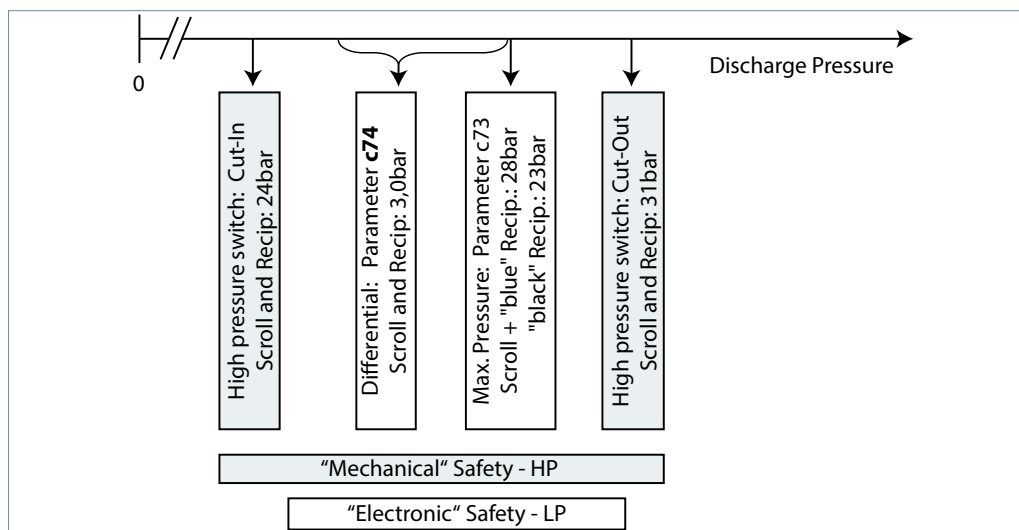 0
Discharge Pressure
High pressure switch: Cut-In
Scroll and Recip: 24bar
Differential: Parameter c74
Scroll and Recip: 3,0bar
Max. Pressure: Parameter c73
Scroll + "blue" Recip.: 28bar
"black" Recip.: 23bar
High pressure switch: Cut-Out
Scroll and Recip: 31bar
“Mechanical“ Safety - HP
“Electronic“ Safety - LP